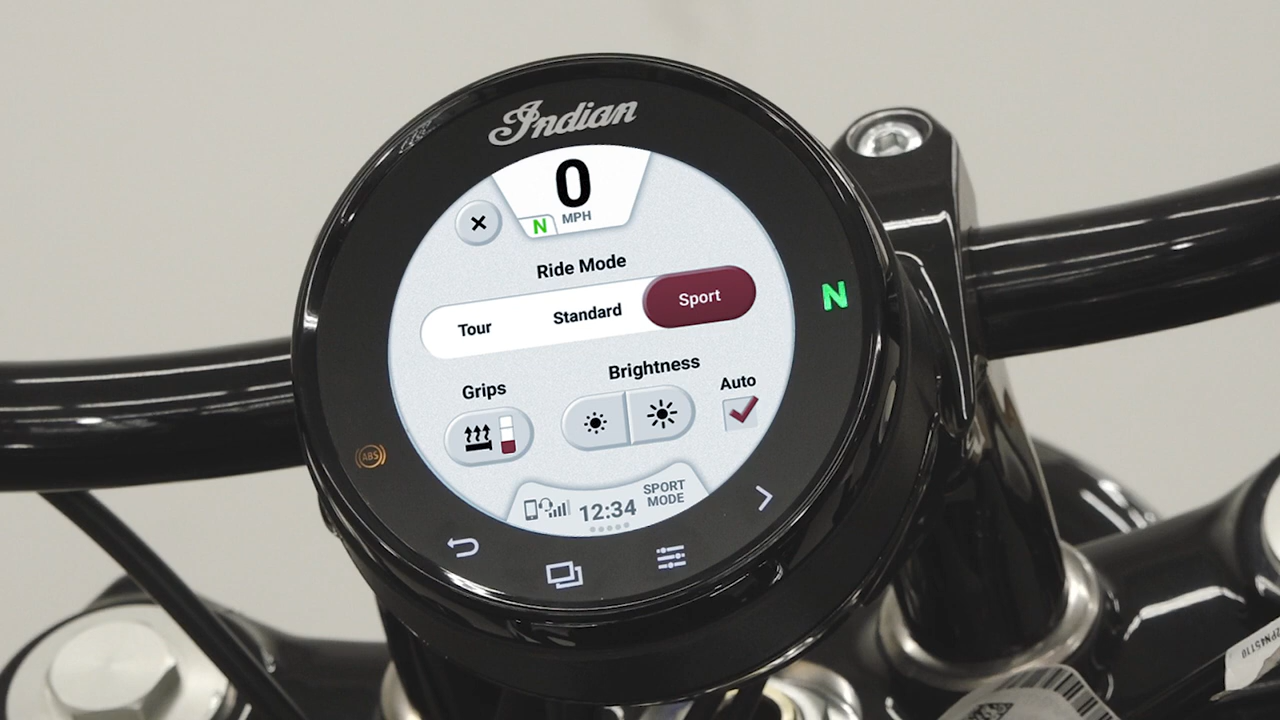 Indian
0
MPH
N
Ride Mode
Tour Standard Sport
N
Grips
Brightness
Auto
ABS
12:34
SPORT
MODE